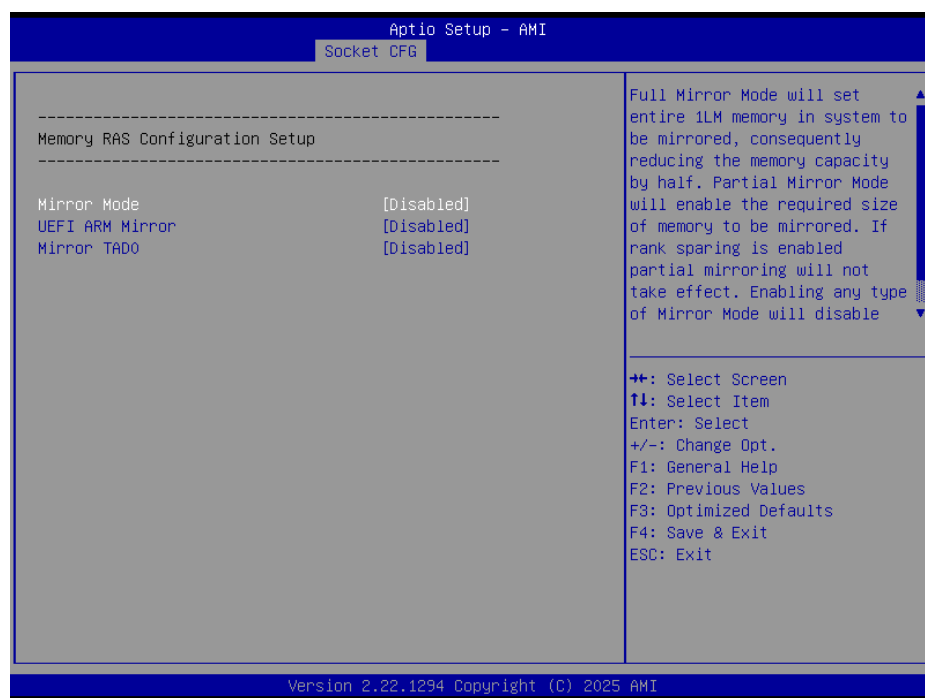 Aptio Setup – AMI
Socket CFG
--------------------------------------------------
Memory RAS Configuration Setup
--------------------------------------------------
Mirror Mode [Disabled]
UEFI ARM Mirror [Disabled]
Mirror TAD0 [Disabled]
Full Mirror Mode will set
entire 1LM memory in system to
be mirrored, consequently
reducing the memory capacity
by half. Partial Mirror Mode
will enable the required size
of memory to be mirrored. If
rank sparing is enabled
partial mirroring will not
take effect. Enabling any type
of Mirror Mode will disable
→←: Select Screen
↑↓: Select Item
Enter: Select
+/-: Change Opt.
F1: General Help
F2: Previous Values
F3: Optimized Defaults
F4: Save & Exit
ESC: Exit
Version 2.22.1294 Copyright (C) 2025 AMI